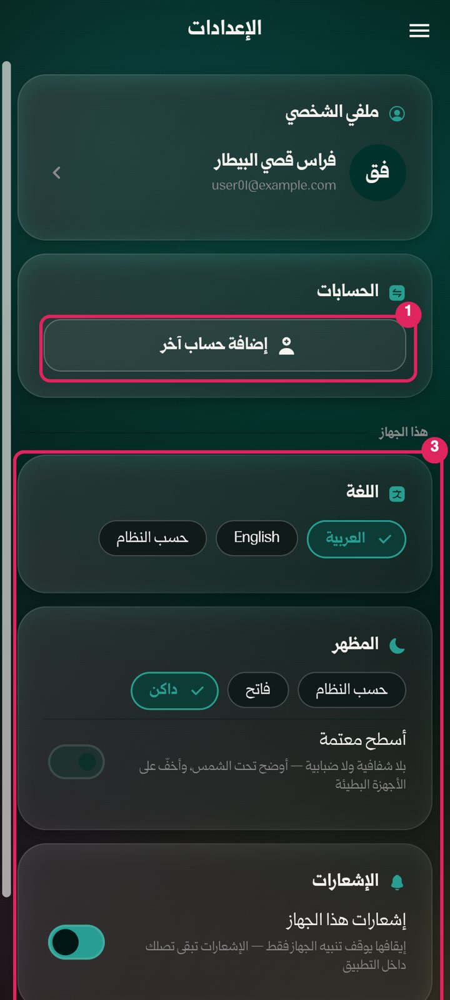 الإعدادات
ملفي الشخصي
فق
فراس قصي البيطار
user01@example.com
الحسابات
1
إضافة حساب آخر
هذا الجهاز
3
اللغة
العربية
English
حسب النظام
المظهر
حسب النظام
فاتح
داكن
أسطح معتمة
بلا شفافية ولا ضبابية — أوضح تحت الشمس، وأخفّ على
الأجهزة البطيئة
الإشعارات
إشعارات هذا الجهاز
إيقافها يوقف تنبيه الجهاز فقط — الإشعارات تبقى تصلك
داخل التطبيق